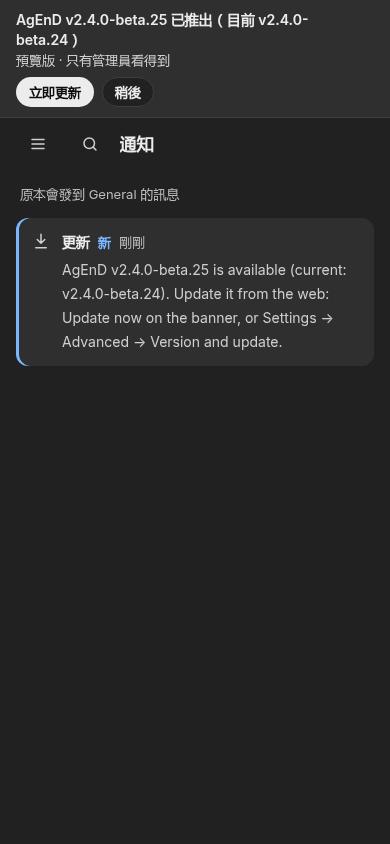 AgEnD v2.4.0-beta.25 已推出（目前 v2.4.0-
beta.24 ）
預覽版 · 只有管理員看得到
立即更新 稍後
通知
原本會發到 General 的訊息
更新 新 剛剛
AgEnD v2.4.0-beta.25 is available (current:
v2.4.0-beta.24). Update it from the web:
Update now on the banner, or Settings →
Advanced → Version and update.